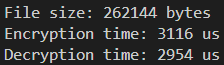 File size: 262144 bytes
Encryption time: 3116 us
Decryption time: 2954 us